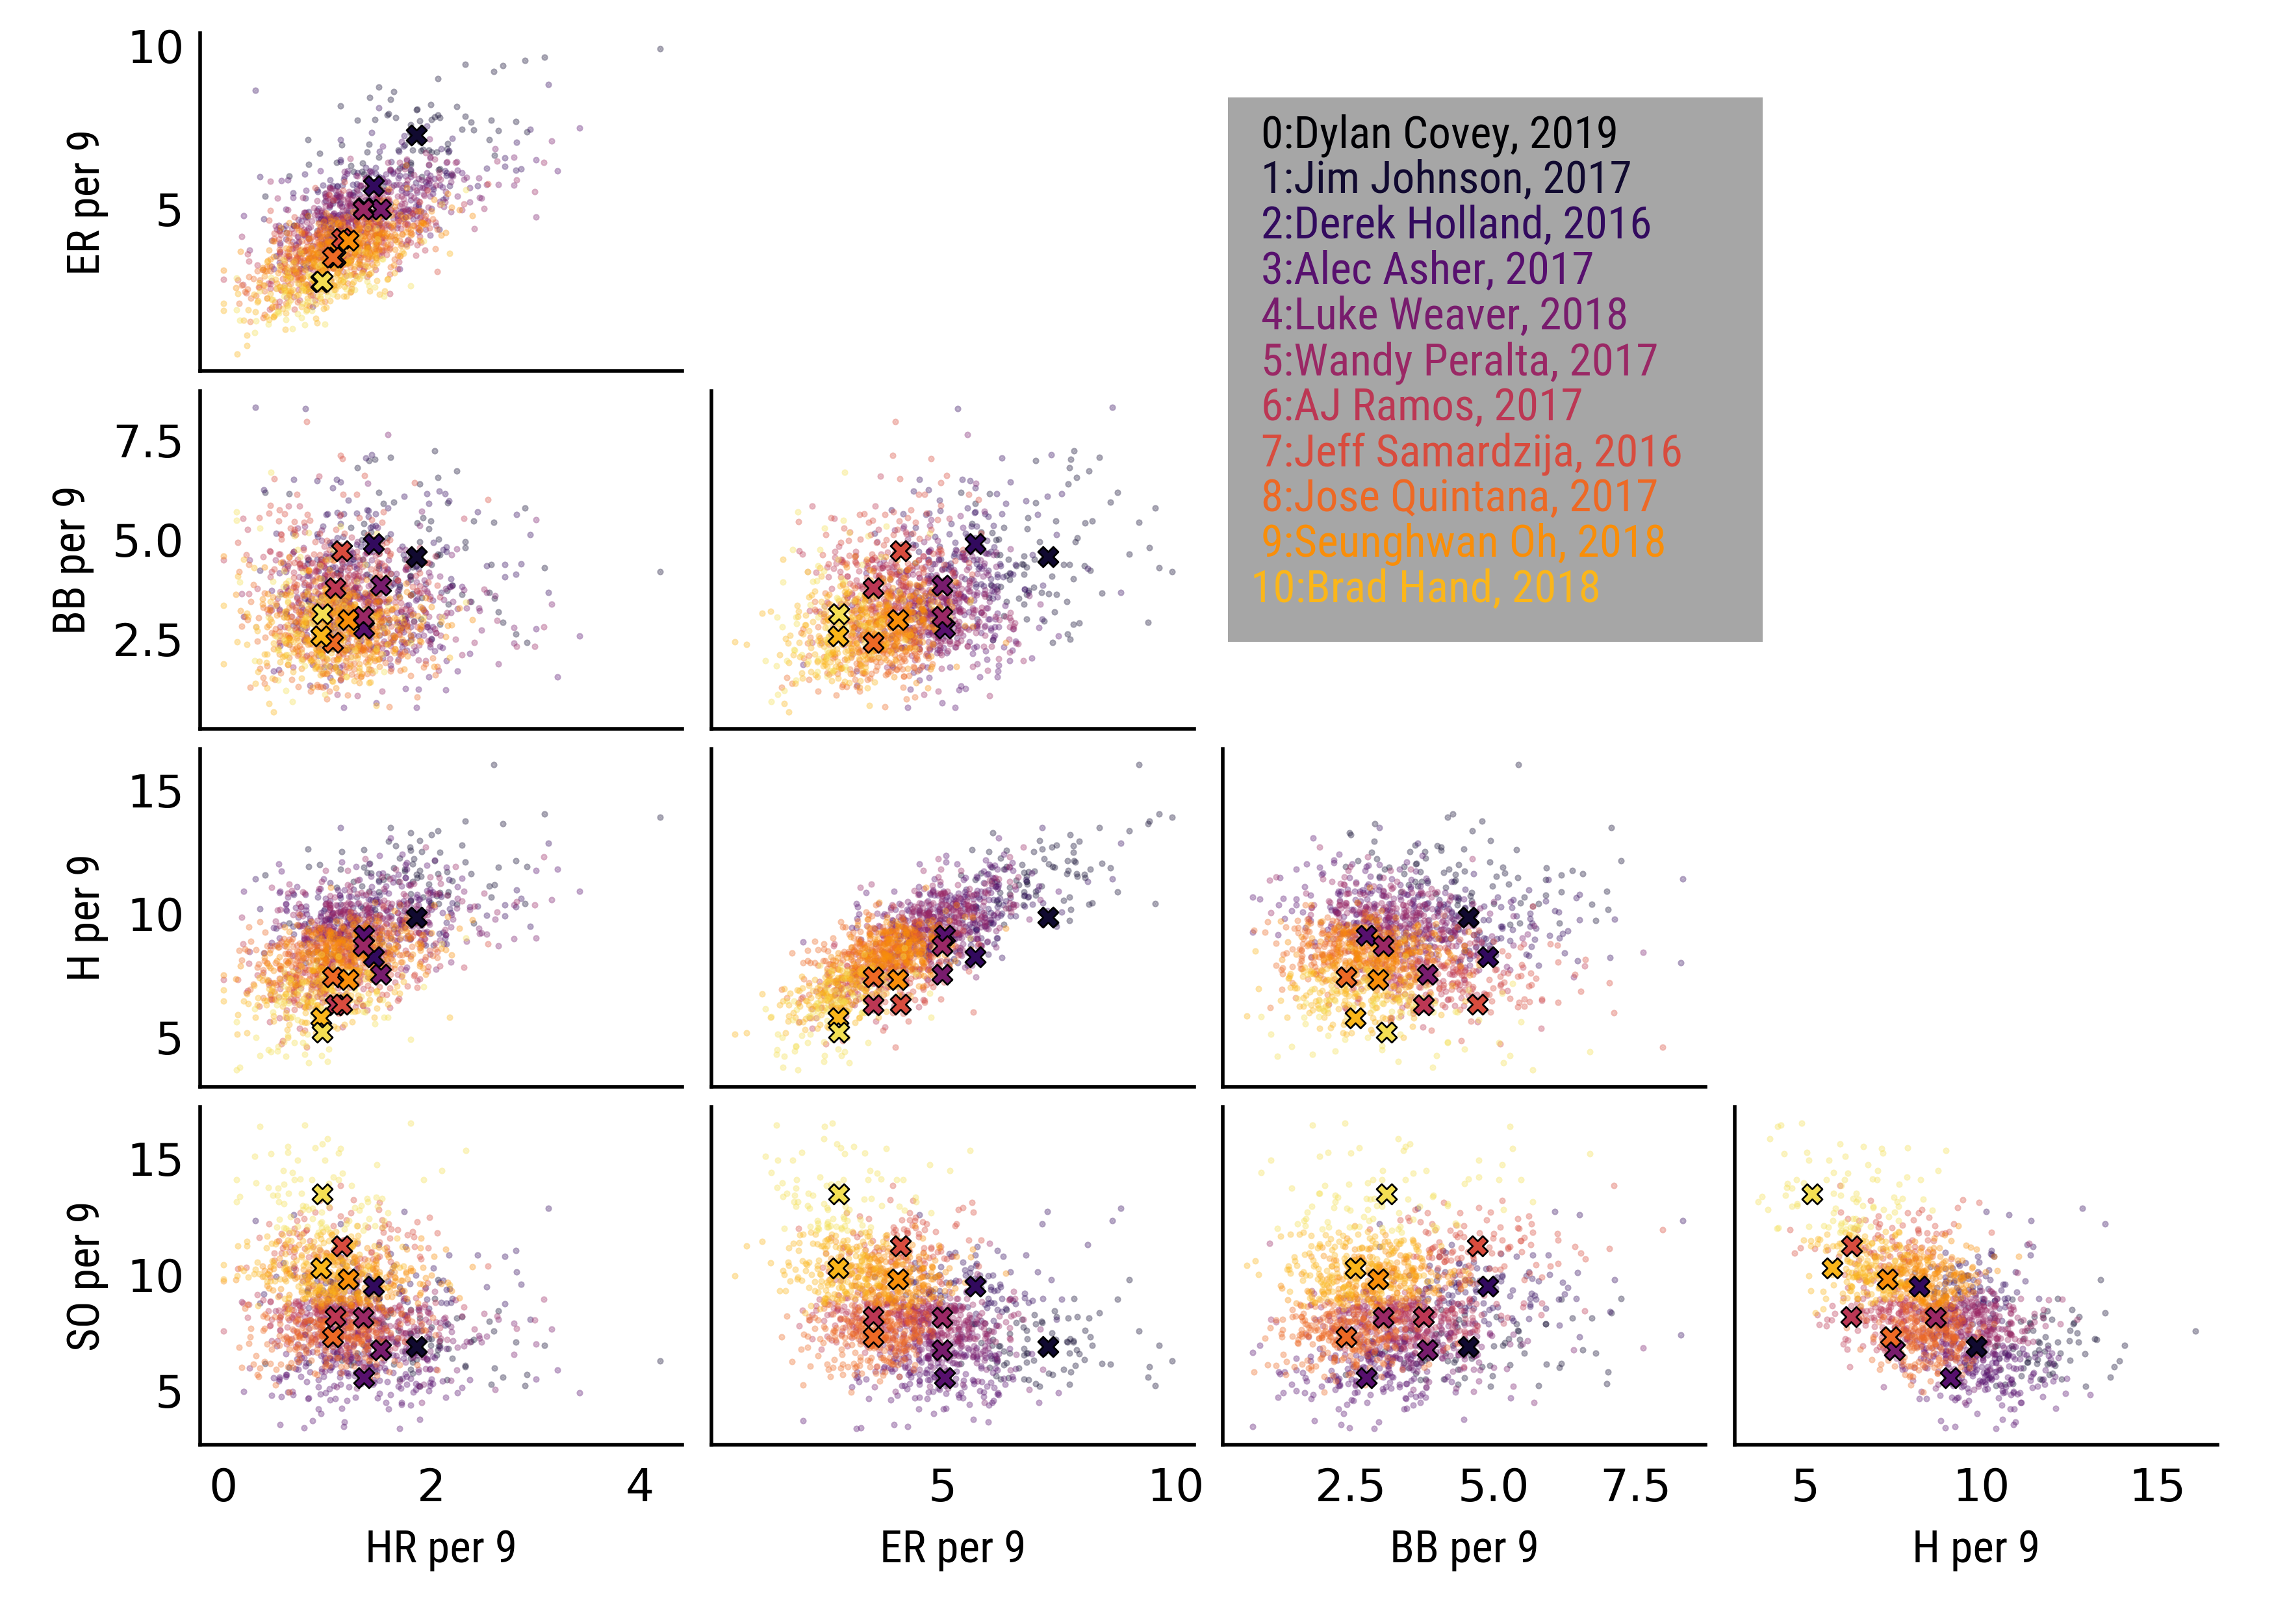 10
5
ER per 9
0:Dylan Covey, 2019
1:Jim Johnson, 2017
2:Derek Holland, 2016
3:Alec Asher, 2017
4:Luke Weaver, 2018
5:Wandy Peralta, 2017
6:AJ Ramos, 2017
7:Jeff Samardzija, 2016
8:Jose Quintana, 2017
9:Seunghwan Oh, 2018
10:Brad Hand, 2018
7.5
5.0
2.5
BB per 9
15
10
5
H per 9
15
10
5
SO per 9
0 2 4
5 10
2.5 5.0 7.5
5 10 15
HR per 9
ER per 9
BB per 9
H per 9